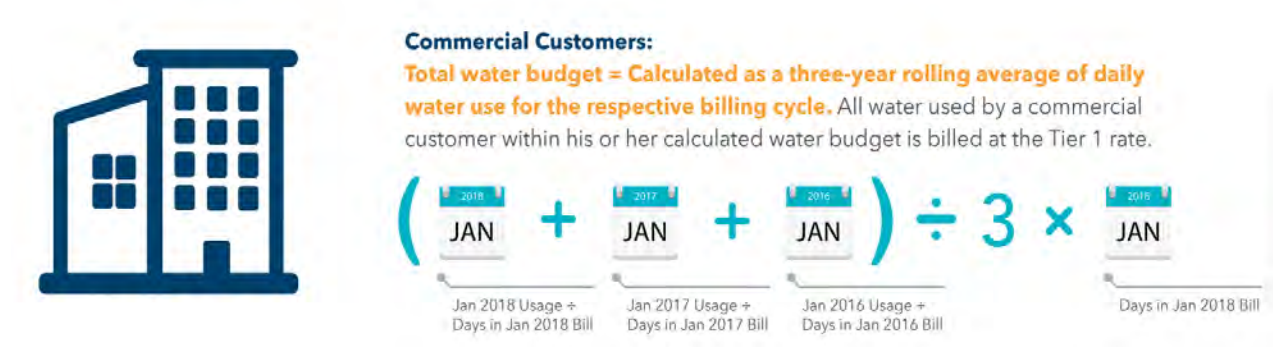 Commercial Customers:
Total water budget = Calculated as a three-year rolling average of daily
water use for the respective billing cycle. All water used by a commercial
customer within his or her calculated water budget is billed at the Tier 1 rate.
( 2018 + 2017 + 2016 ) ÷ 3 × 2018
JAN JAN JAN JAN
Jan 2018 Usage ÷ Jan 2017 Usage ÷ Jan 2016 Usage ÷ Days in Jan 2018 Bill
Days in Jan 2018 Bill Days in Jan 2017 Bill Days in Jan 2016 Bill